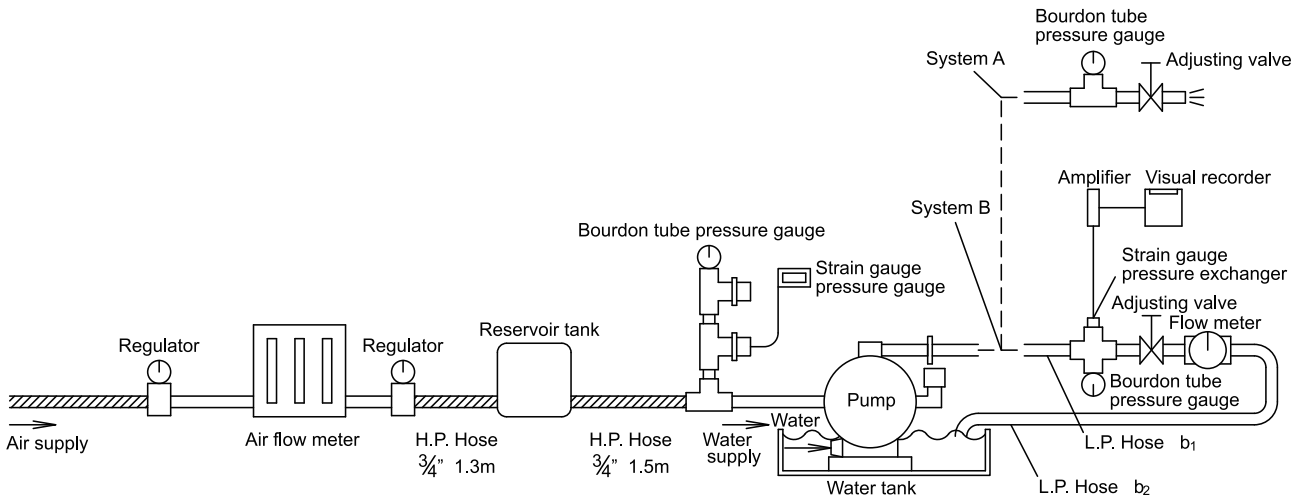 Bourdon tube
pressure gauge
System A
Adjusting valve
Amplifier
Visual recorder
System B
Bourdon tube pressure gauge
Strain gauge
pressure gauge
Strain gauge
pressure exchanger
Adjusting valve
Flow meter
Reservoir tank
Regulator
Regulator
Bourdon tube
pressure gauge
Pump
Water
Air supply
Air flow meter
H.P. Hose
¾" 1.3m
H.P. Hose
¾" 1.5m
Water
supply
L.P. Hose b₁
Water tank
L.P. Hose b₂